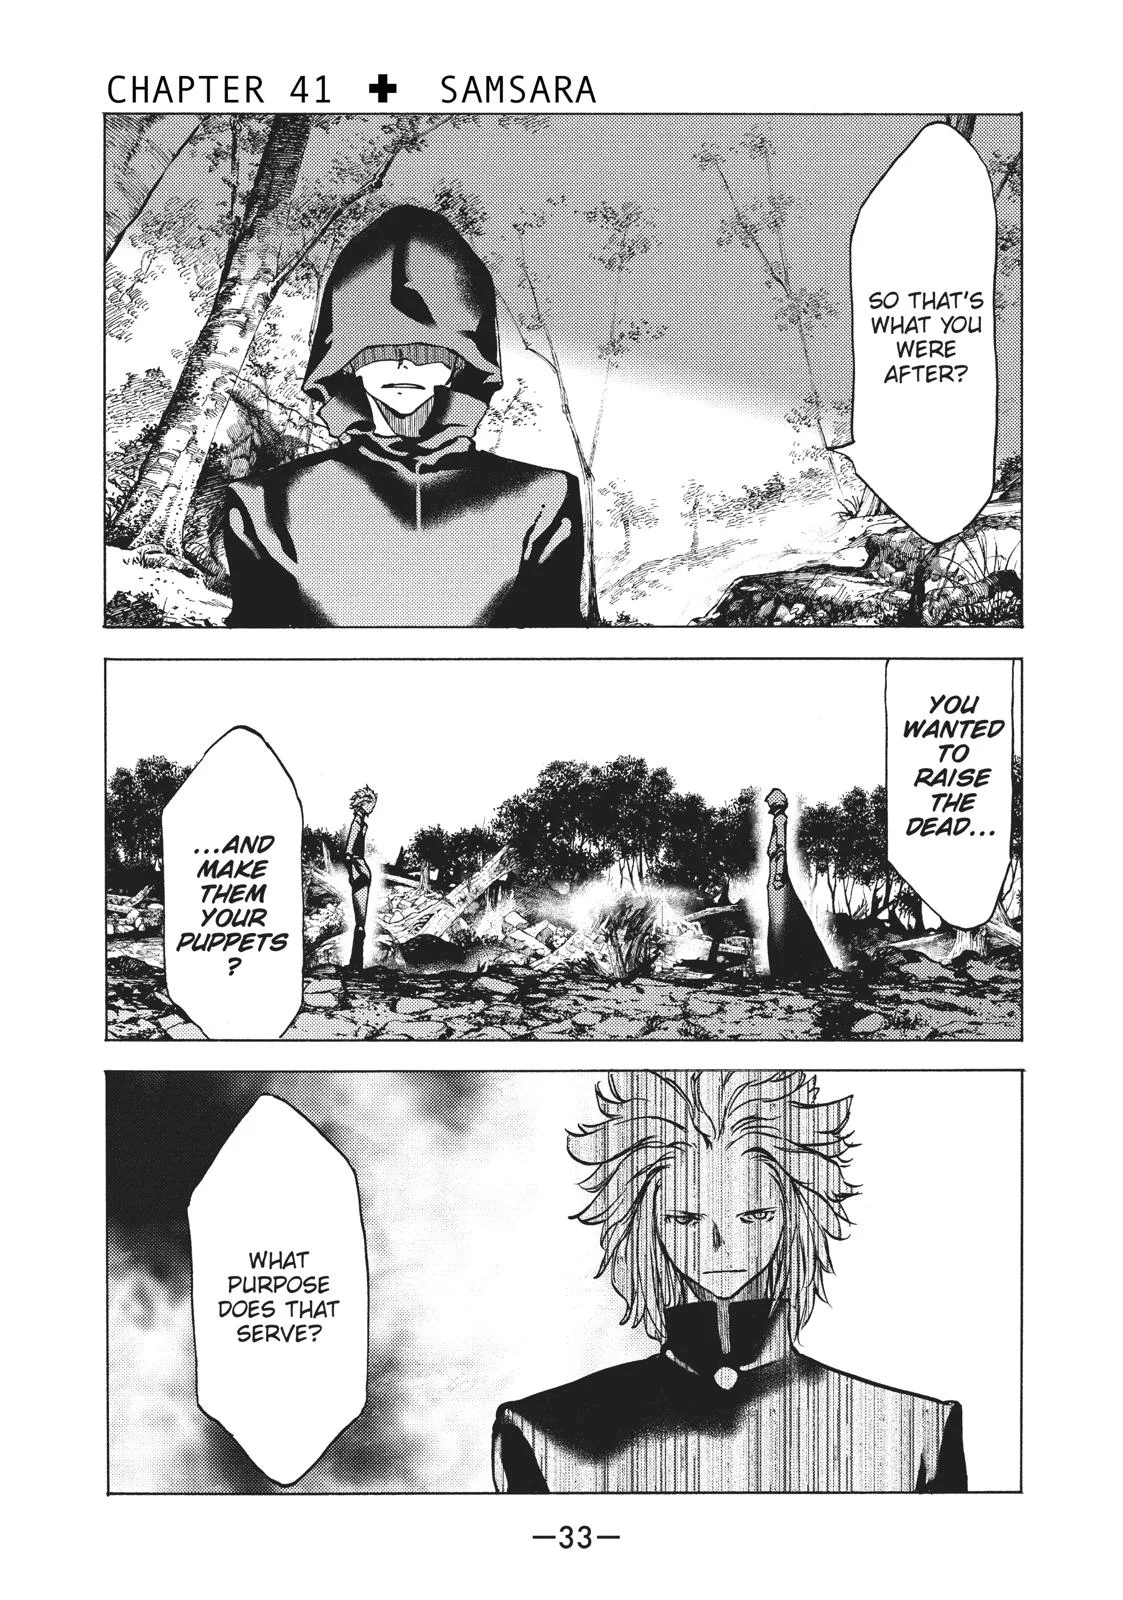 CHAPTER 41 ✚ SAMSARA
SO THAT'S
WHAT YOU
WERE
AFTER?
YOU
WANTED
TO
RAISE
THE
DEAD...
...AND
MAKE
THEM
YOUR
PUPPETS
?
WHAT
PURPOSE
DOES THAT
SERVE?
—33—